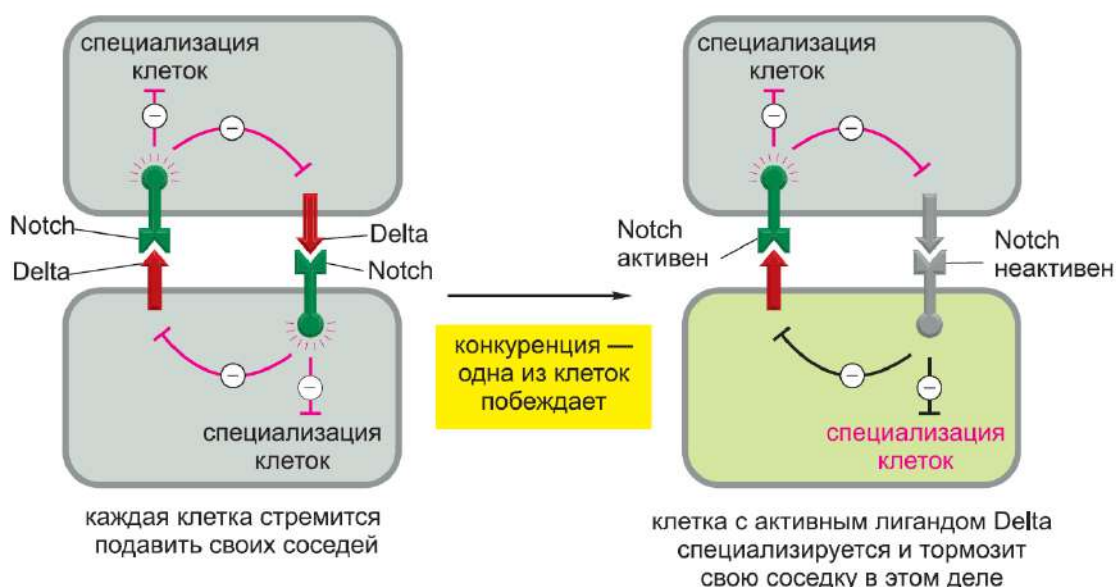 специализация
клеток
−
−
Notch
Delta
Delta
Notch
−
−
специализация
клеток
каждая клетка стремится
подавить своих соседей
конкуренция —
одна из клеток
побеждает
специализация
клеток
−
−
Notch
активен
Notch
неактивен
−
−
специализация
клеток
клетка с активным лигандом Delta
специализируется и тормозит
свою соседку в этом деле